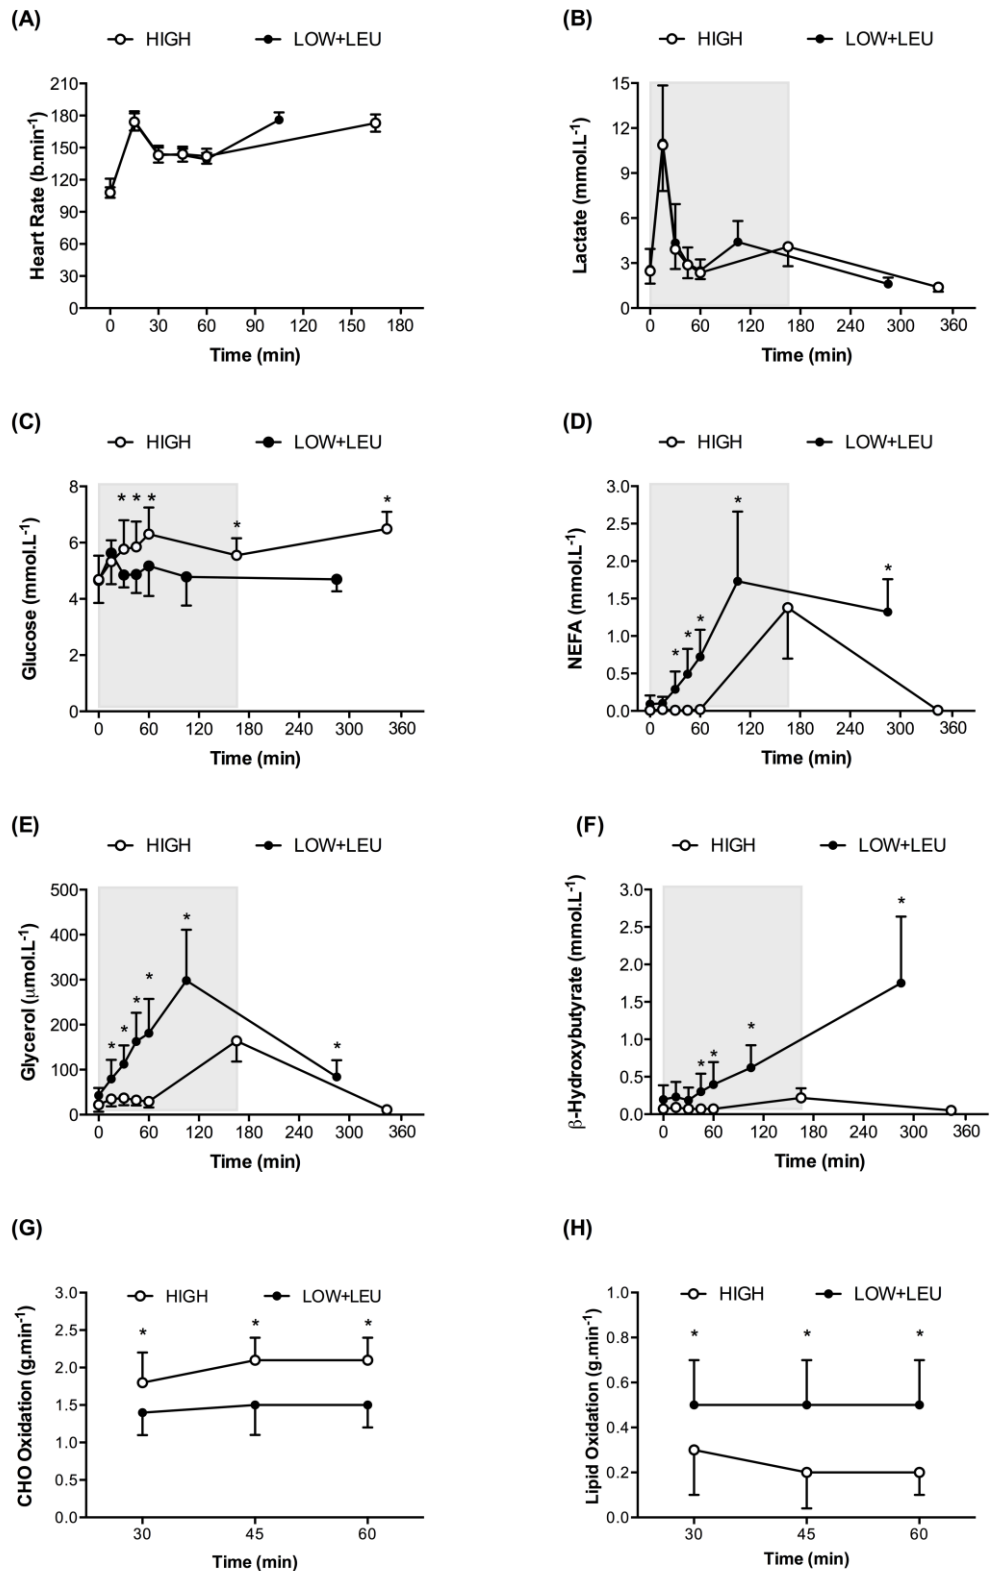 (A)
HIGH LOW+LEU
210
180
150
120
90
60
30
0
Heart Rate (b.min⁻¹)
0 30 60 90 120 150 180
Time (min)
(B)
HIGH LOW+LEU
15
12
9
6
3
0
Lactate (mmol.L⁻¹)
0 60 120 180 240 300 360
Time (min)
(C)
HIGH LOW+LEU
8
6
4
2
0
Glucose (mmol.L⁻¹)
* * * * *
0 60 120 180 240 300 360
Time (min)
(D)
HIGH LOW+LEU
3.0
2.5
2.0
1.5
1.0
0.5
0.0
NEFA (mmol.L⁻¹)
* * * * *
0 60 120 180 240 300 360
Time (min)
(E)
HIGH LOW+LEU
500
400
300
200
100
0
Glycerol (μmol.L⁻¹)
* * * * * *
0 60 120 180 240 300 360
Time (min)
(F)
HIGH LOW+LEU
3.0
2.5
2.0
1.5
1.0
0.5
0.0
β-Hydroxybutyrate (mmol.L⁻¹)
* * * *
0 60 120 180 240 300 360
Time (min)
(G)
HIGH LOW+LEU
3.0
2.5
2.0
1.5
1.0
0.5
0.0
CHO Oxidation (g.min⁻¹)
* * *
30 45 60
Time (min)
(H)
HIGH LOW+LEU
1.0
0.8
0.6
0.4
0.2
0.0
Lipid Oxidation (g.min⁻¹)
* * *
30 45 60
Time (min)